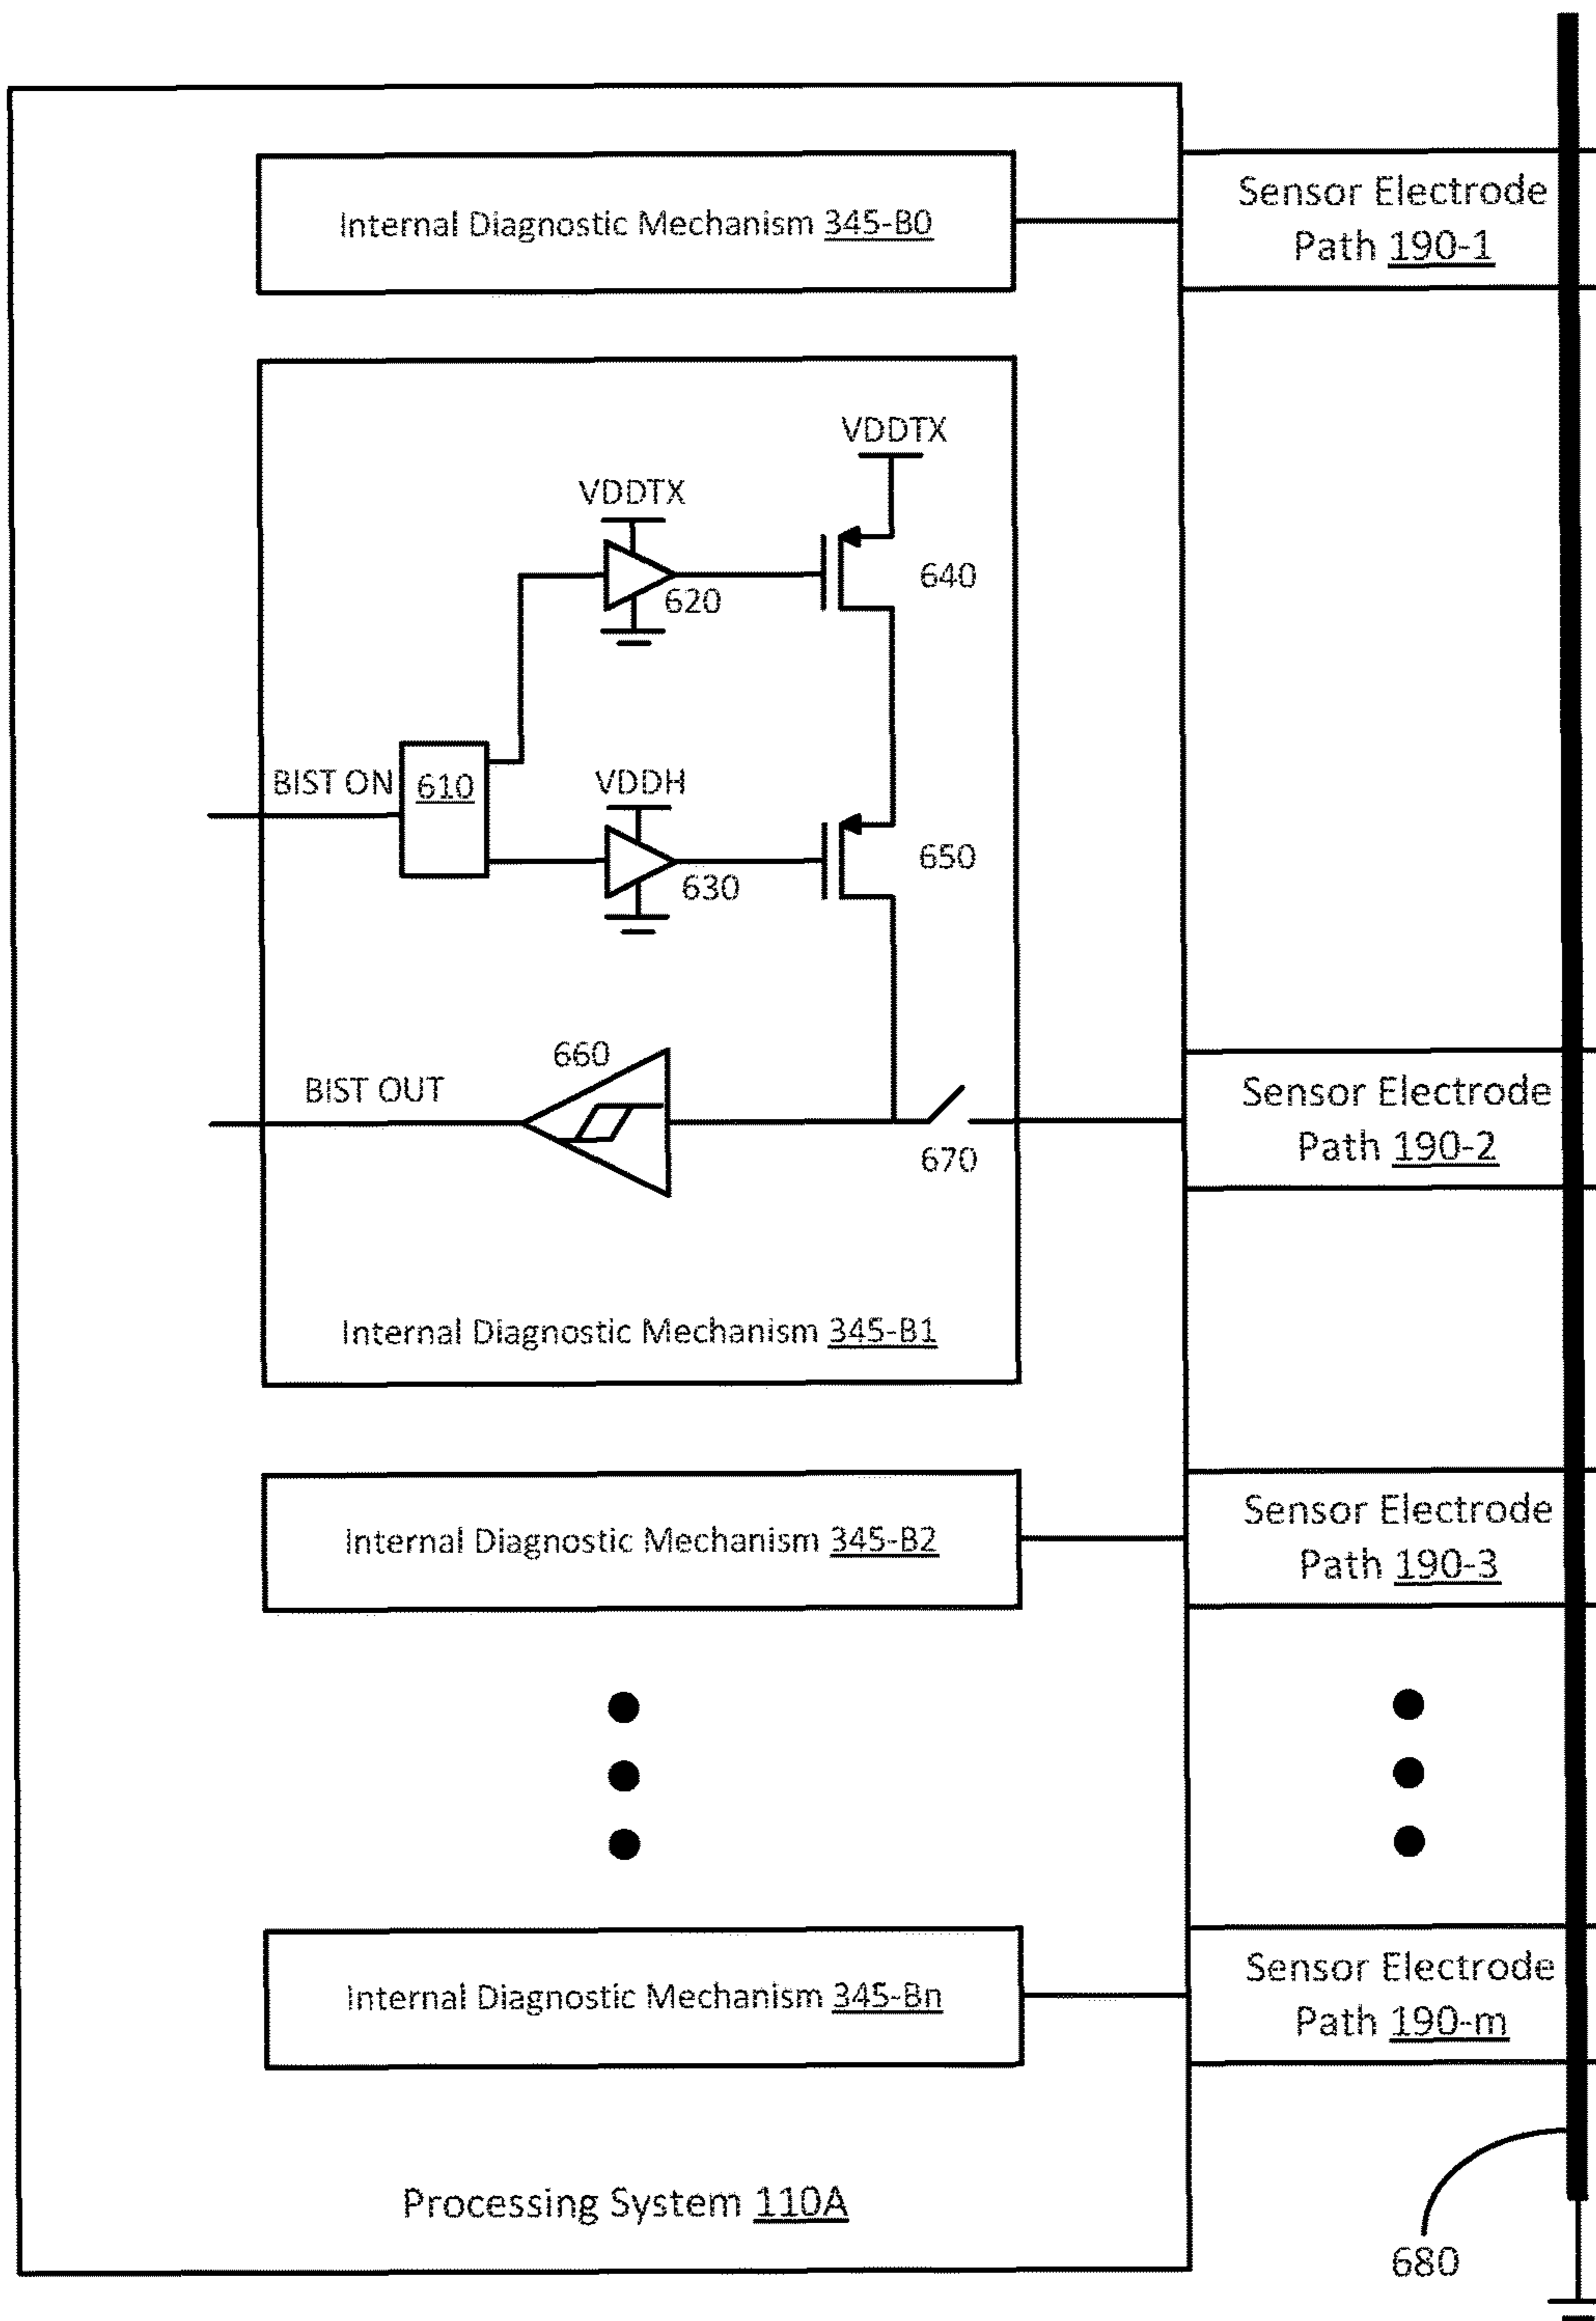 Internal Diagnostic Mechanism 345-B0
Sensor Electrode
Path 190-1
VDDTX
VDDTX
640
620
BIST ON
610
VDDH
650
630
660
BIST OUT
670
Sensor Electrode
Path 190-2
Internal Diagnostic Mechanism 345-B1
Internal Diagnostic Mechanism 345-B2
Sensor Electrode
Path 190-3
Internal Diagnostic Mechanism 345-Bn
Sensor Electrode
Path 190-m
Processing System 110A
680